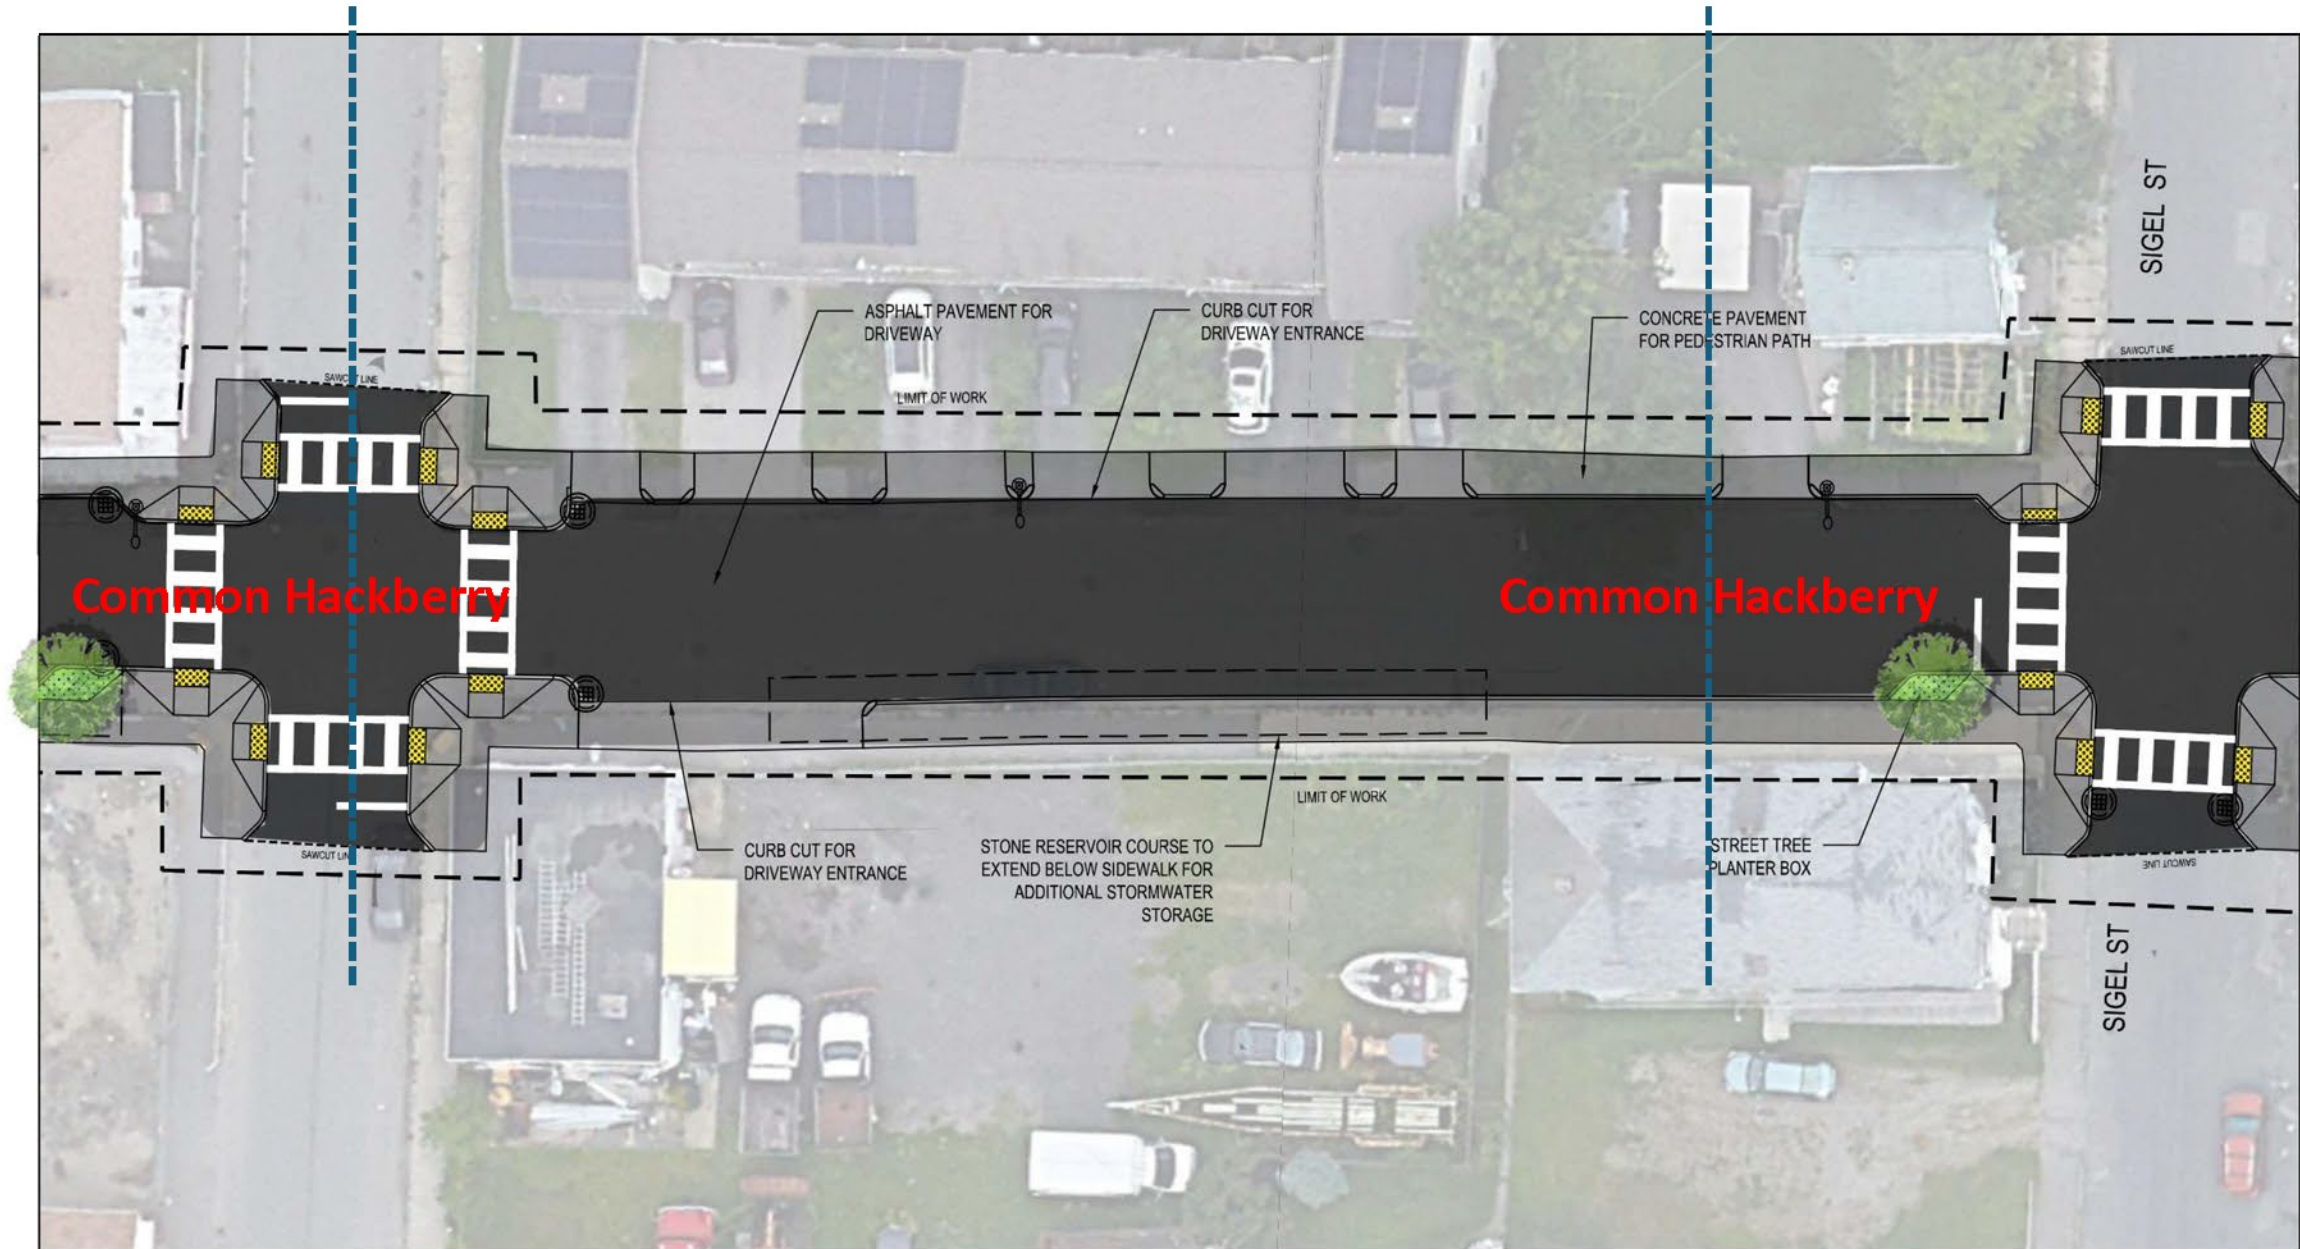 SIGEL ST
ASPHALT PAVEMENT FOR
DRIVEWAY
CURB CUT FOR
DRIVEWAY ENTRANCE
CONCRETE PAVEMENT
FOR PEDESTRIAN PATH
SAWCUT LINE
SAWCUT LINE
LIMIT OF WORK
Common Hackberry
Common Hackberry
LIMIT OF WORK
CURB CUT FOR
DRIVEWAY ENTRANCE
STONE RESERVOIR COURSE TO
EXTEND BELOW SIDEWALK FOR
ADDITIONAL STORMWATER
STORAGE
STREET TREE
PLANTER BOX
SAWCUT LINE
SAWCUT LINE
SIGEL ST